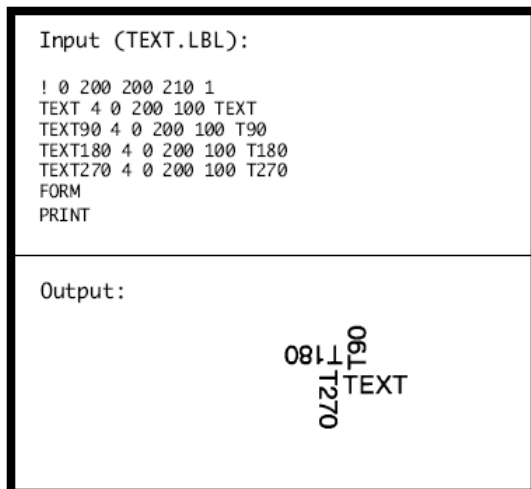 Input (TEXT.LBL):
! 0 200 200 210 1
TEXT 4 0 200 100 TEXT
TEXT90 4 0 200 100 T90
TEXT180 4 0 200 100 T180
TEXT270 4 0 200 100 T270
FORM
PRINT
Output:
T90
T180
TEXT
T270